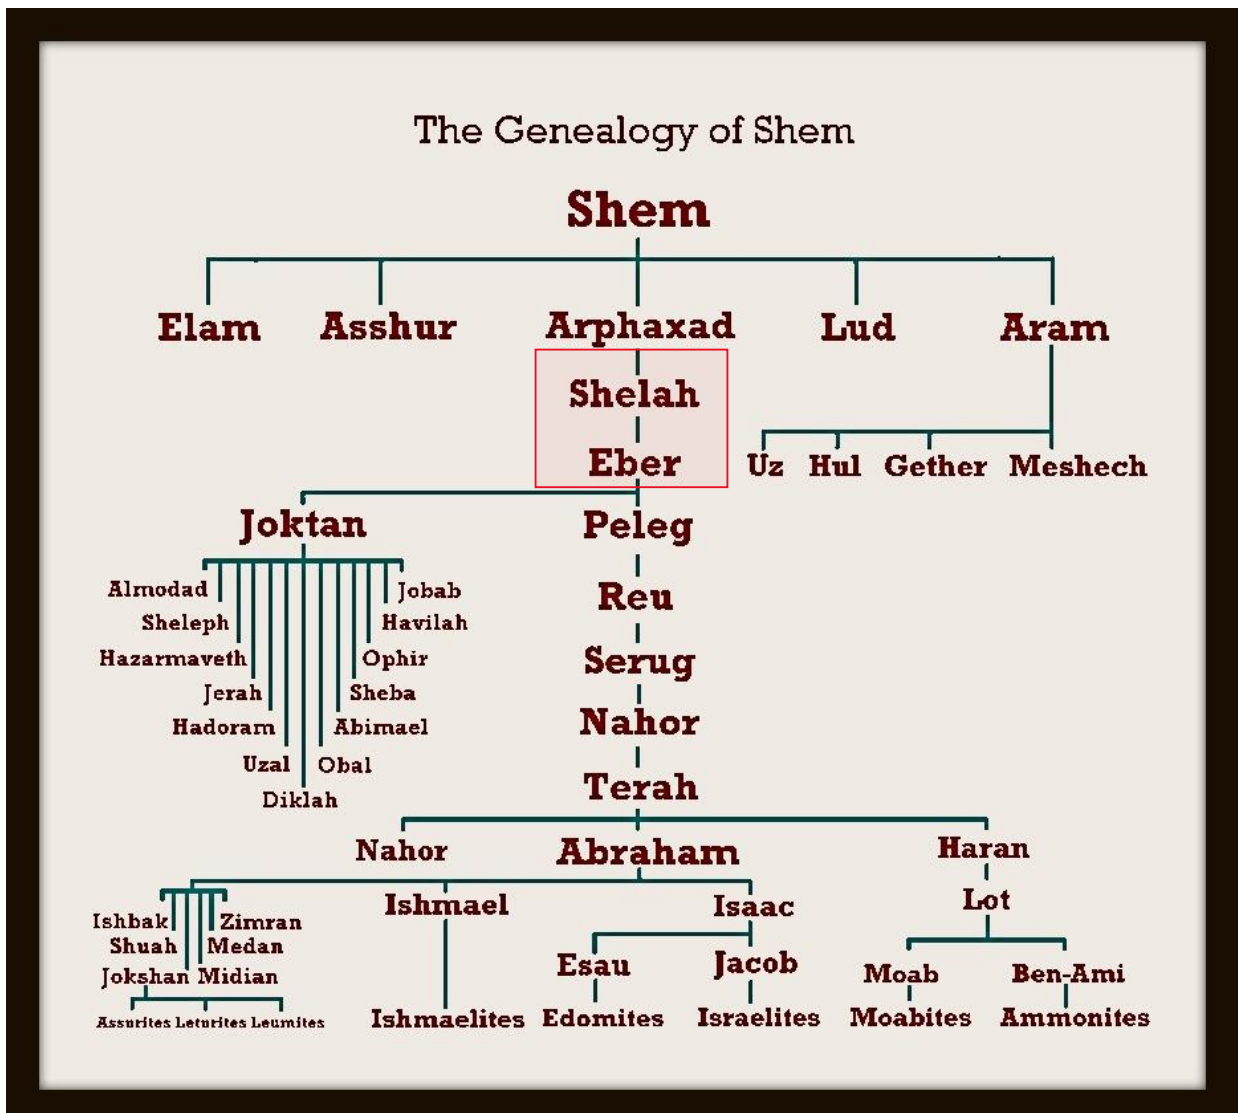 The Genealogy of Shem
Shem
Elam Asshur Arphaxad Lud Aram
Shelah
Eber
Uz Hul Gether Meshech
Joktan Peleg
Almodad Jobab
Sheleph Havilah
Hazarmaveth Ophir
Jerah Sheba
Hadoram Abimael
Uzal Obal
Diklah
Reu
Serug
Nahor
Terah
Nahor Abraham Haran
Ishmael Isaac Lot
Ishbak Zimran
Shuah Medan
Jokshan Midian
Esau Jacob Moab Ben-Ami
Assurites Leturites Leumites
Ishmaelites Edomites Israelites Moabites Ammonites